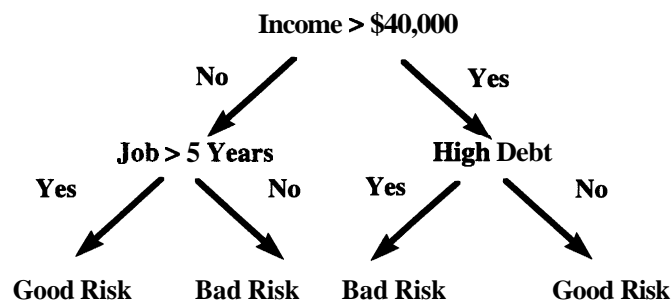 Income > $40,000
No
Yes
Job > 5 Years
High Debt
Yes
No
Yes
No
Good Risk
Bad Risk
Bad Risk
Good Risk